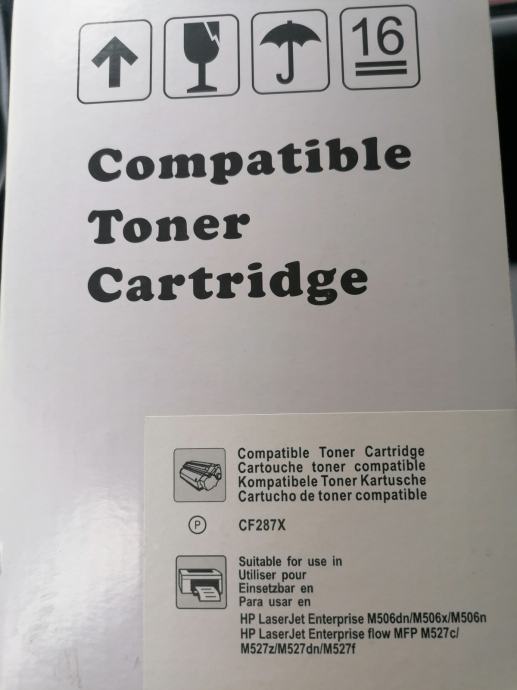 16
Compatible
Toner
Cartridge
Compatible Toner Cartridge
Cartouche toner compatible
Kompatibele Toner Kartusche
Cartucho de toner compatible
P CF287X
Suitable for use in
Utiliser pour
Einsetzbar en
Para usar en
HP LaserJet Enterprise M506dn/M506x/M506n
HP LaserJet Enterprise flow MFP M527c/
M527z/M527dn/M527f